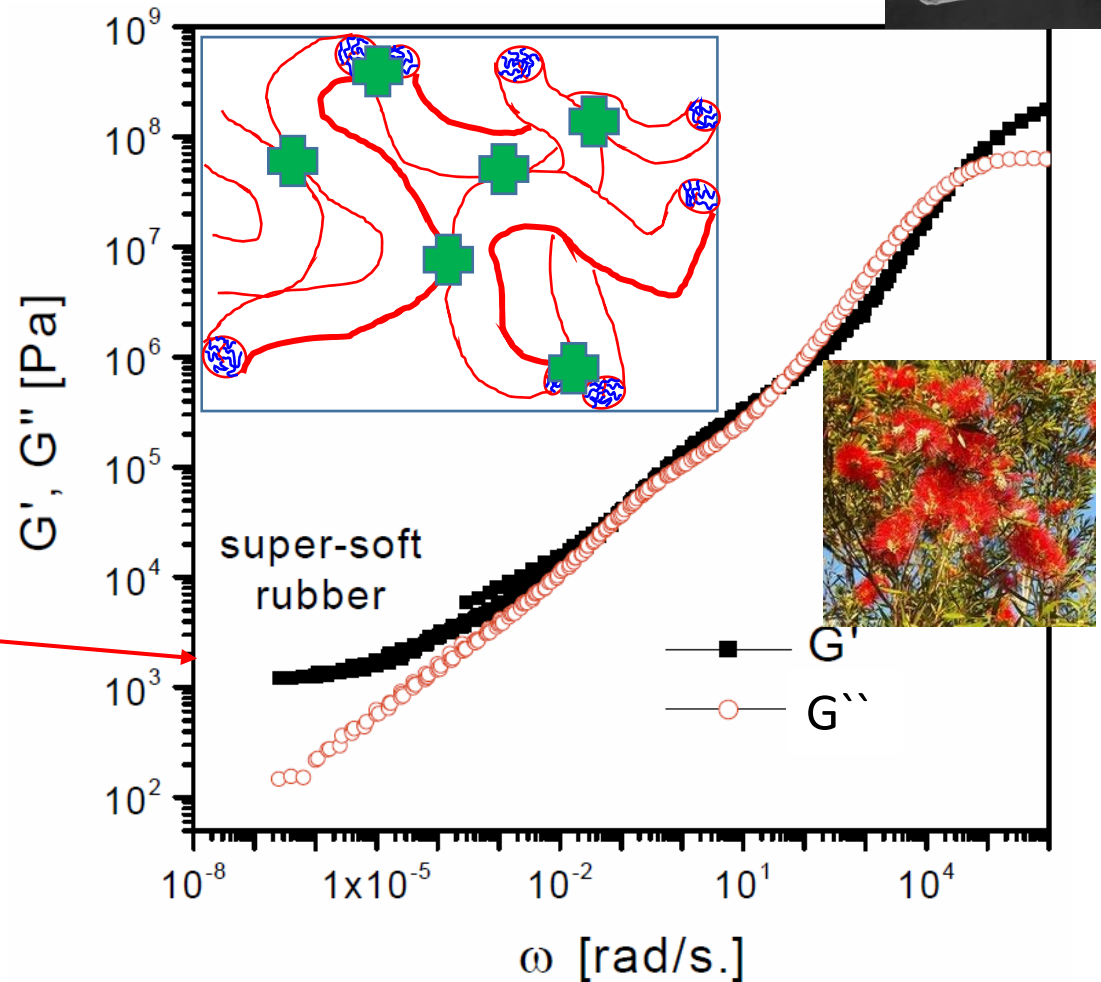 10⁹
10⁸
10⁷
10⁶
10⁵
10⁴
10³
10²
G', G" [Pa]
super-soft
rubber
G'
G``
10⁻⁸
1x10⁻⁵
10⁻²
10¹
10⁴
ω [rad/s.]